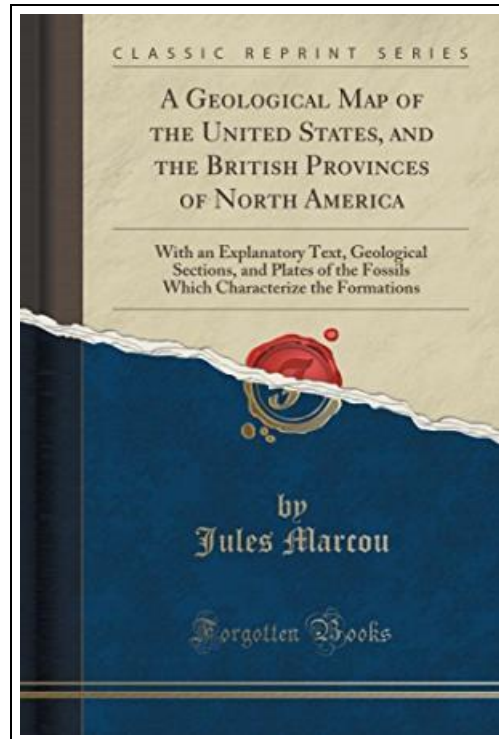 CLASSIC REPRINT SERIES
A GEOLOGICAL MAP OF
THE UNITED STATES, AND
THE BRITISH PROVINCES
OF NORTH AMERICA
With an Explanatory Text, Geological
Sections, and Plates of the Fossils
Which Characterize the Formations
by
Jules Marcou
Forgotten Books